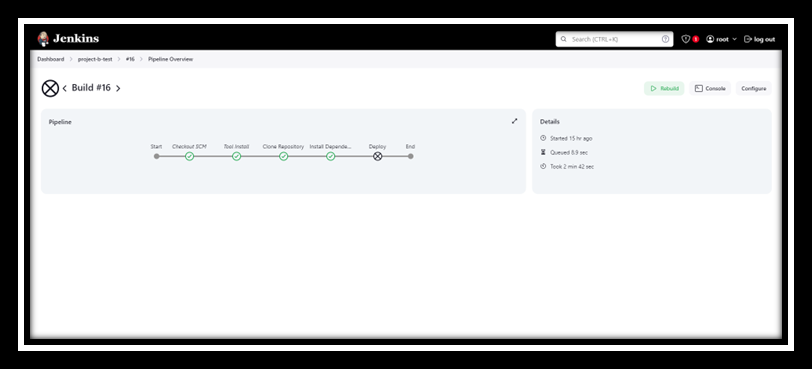 Jenkins
Search (CTRL+K)
1
root
log out
Dashboard > project-b-test > #16 > Pipeline Overview
Build #16
Rebuild
Console
Configure
Pipeline
Start Checkout SCM Tool Install Clone Repository Install Depende... Deploy End
Details
Started 15 hr ago
Queued 8.9 sec
Took 2 min 42 sec